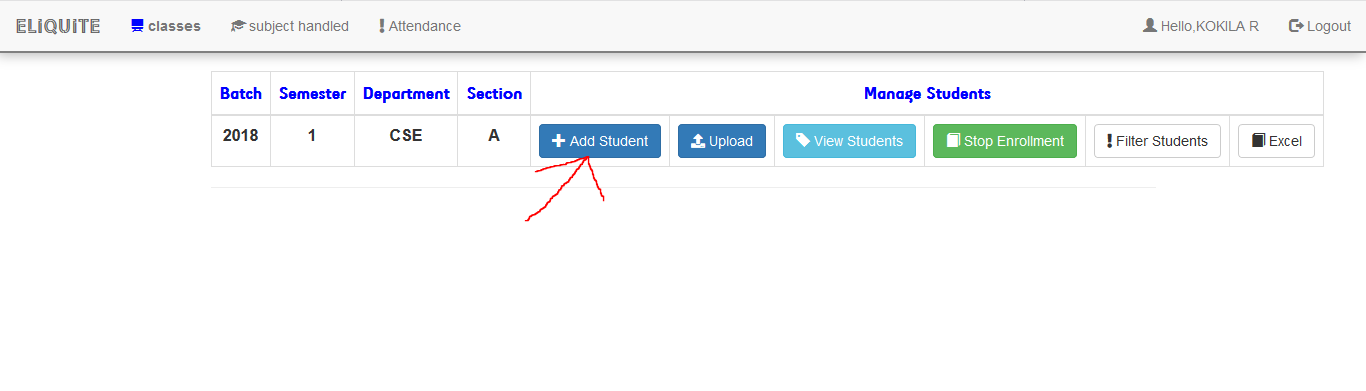 ELiQUiTE classes subject handled Attendance Hello,KOKILA R Logout
Batch Semester Department Section Manage Students
2018 1 CSE A Add Student Upload View Students Stop Enrollment Filter Students Excel